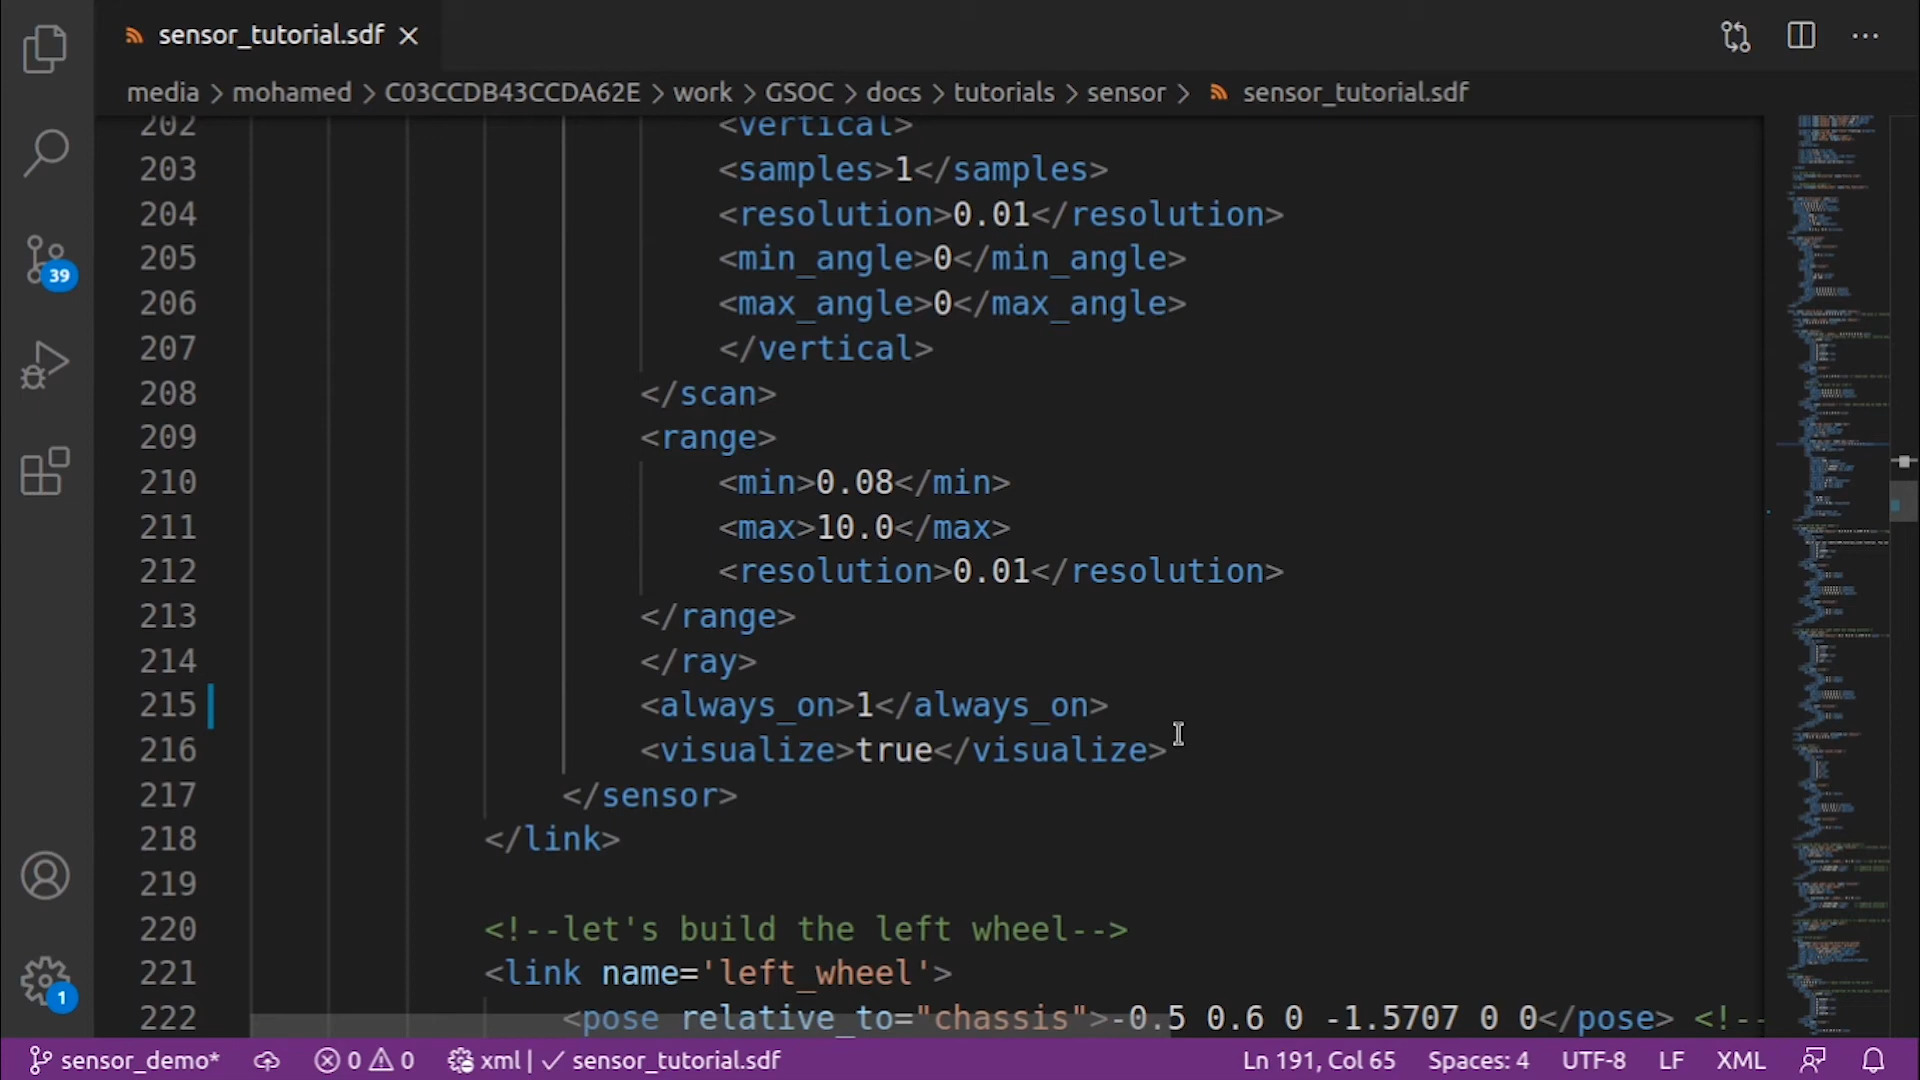 sensor_tutorial.sdf
media > mohamed > C03CCDB43CCDA62E > work > GSOC > docs > tutorials > sensor > sensor_tutorial.sdf
202 <vertical>
203 <samples>1</samples>
204 <resolution>0.01</resolution>
205 <min_angle>0</min_angle>
206 <max_angle>0</max_angle>
207 </vertical>
208 </scan>
209 <range>
210 <min>0.08</min>
211 <max>10.0</max>
212 <resolution>0.01</resolution>
213 </range>
214 </ray>
215 <always_on>1</always_on>
216 <visualize>true</visualize>
217 </sensor>
218 </link>
219
220 <!--let's build the left wheel-->
221 <link name='left_wheel'>
222 <pose relative_to="chassis">-0.5 0.6 0 -1.5707 0 0</pose> <!--
39
1
sensor_demo* 0 0 xml | ✓ sensor_tutorial.sdf Ln 191, Col 65 Spaces: 4 UTF-8 LF XML